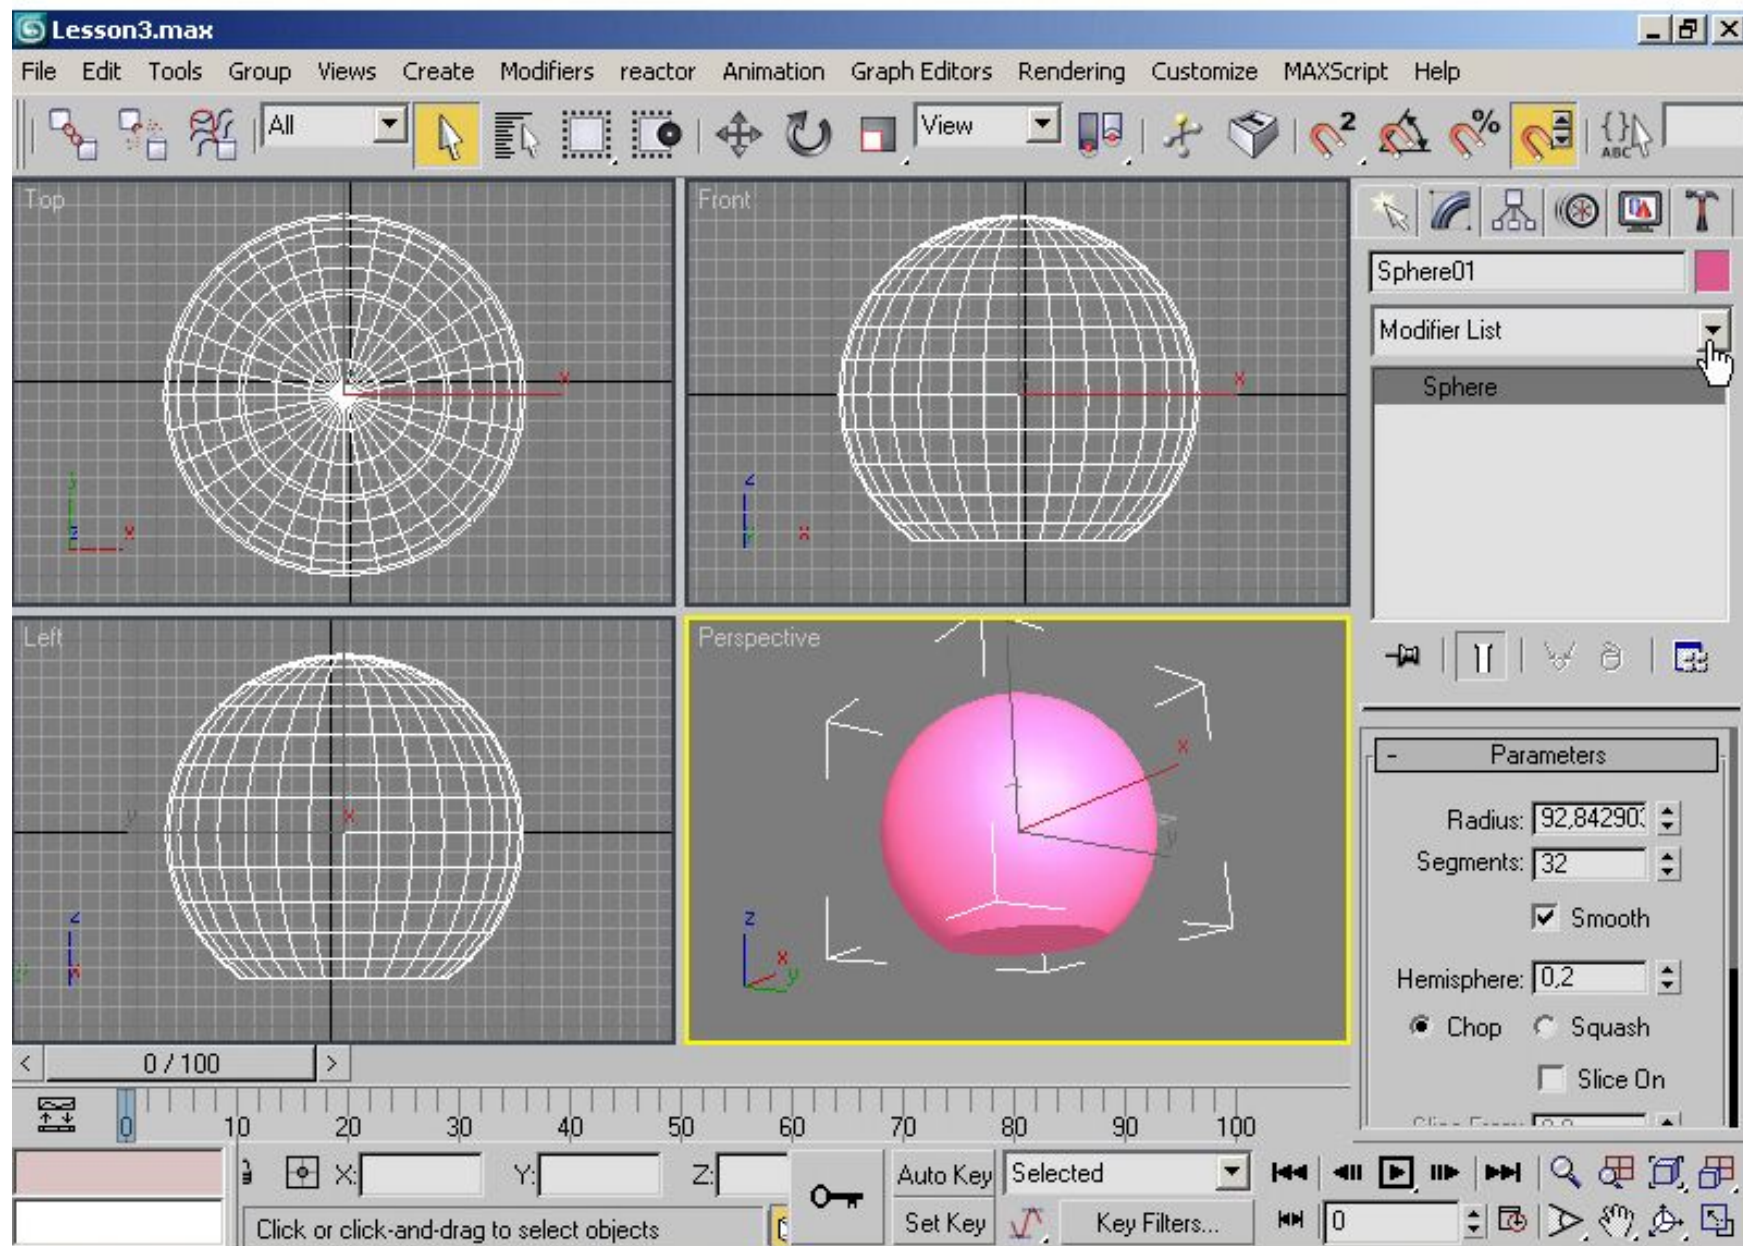 Lesson3.max
File Edit Tools Group Views Create Modifiers reactor Animation Graph Editors Rendering Customize MAXScript Help
All View 2 % {} ABC
Top Front
x x
Sphere01
Modifier List
Sphere
z
y z x y x
Left Perspective
x
y x
y
Parameters
Radius: 92,84290
Segments: 32
Smooth
z z
x
y
Hemisphere: 0,2
Chop Squash
< 0 / 100 >
Slice On
0 10 20 30 40 50 60 70 80 90 100
X: Y: Z: Auto Key Selected
Click or click-and-drag to select objects Set Key Key Filters... 0